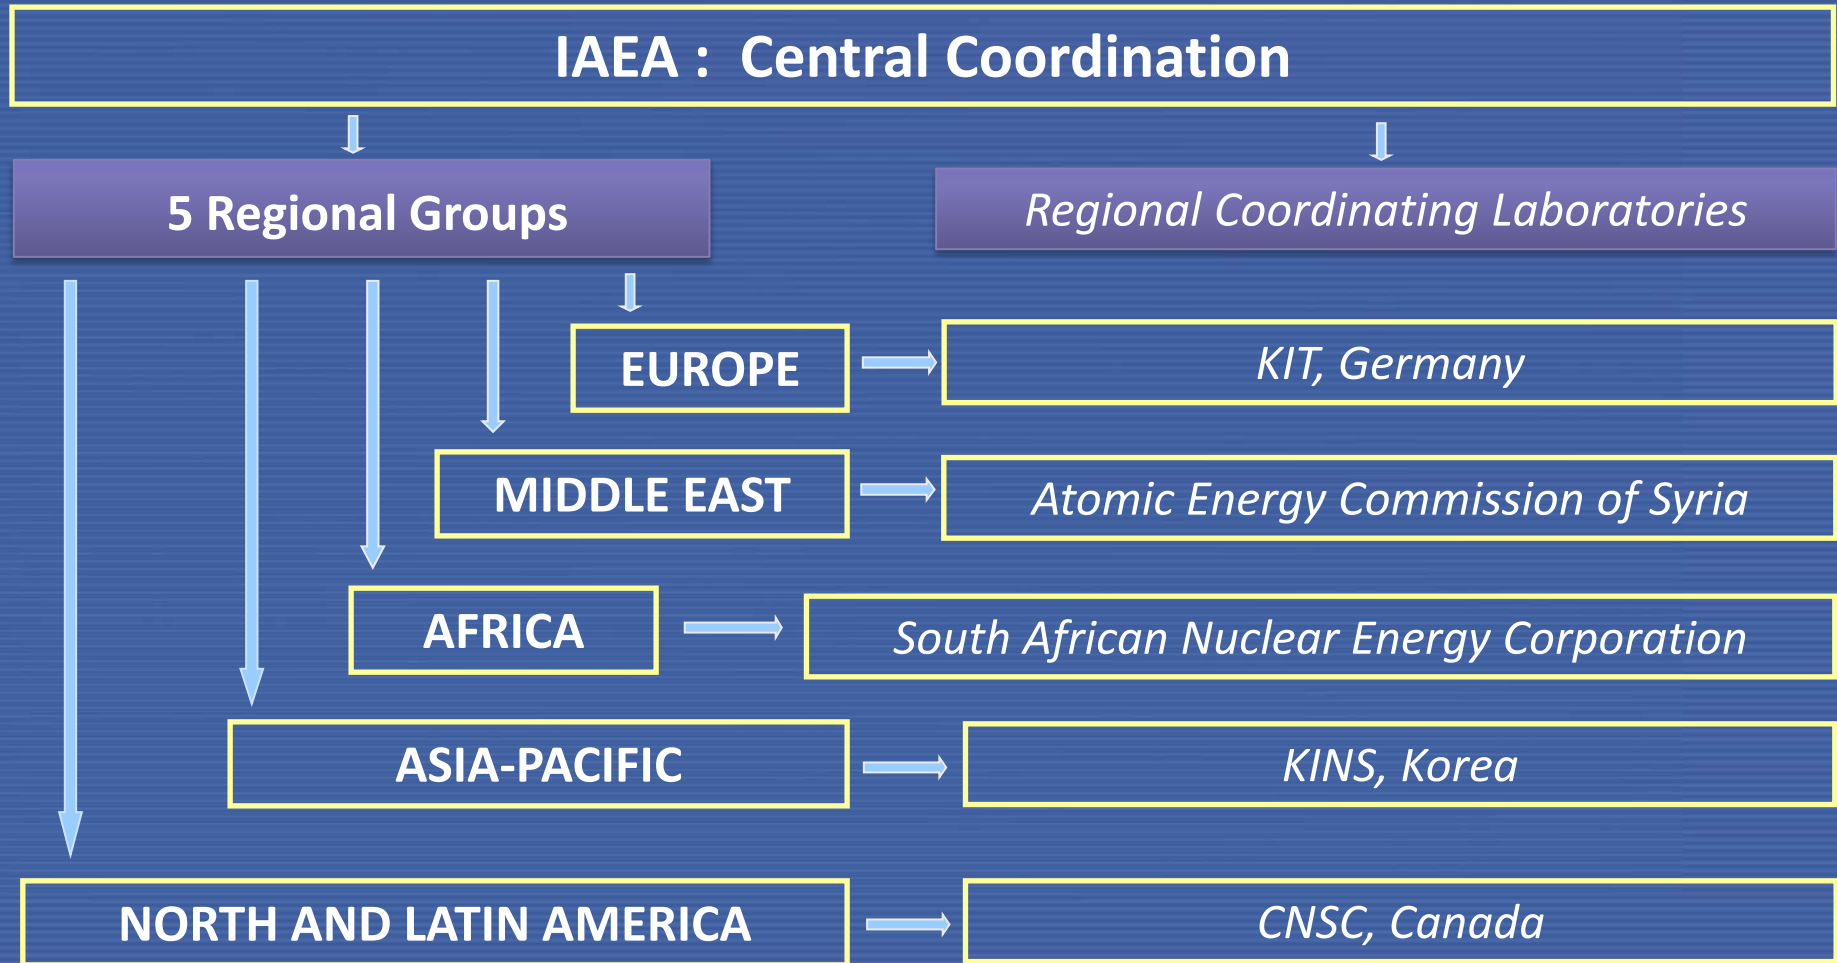 IAEA : Central Coordination
5 Regional Groups
Regional Coordinating Laboratories
EUROPE
KIT, Germany
MIDDLE EAST
Atomic Energy Commission of Syria
AFRICA
South African Nuclear Energy Corporation
ASIA-PACIFIC
KINS, Korea
NORTH AND LATIN AMERICA
CNSC, Canada